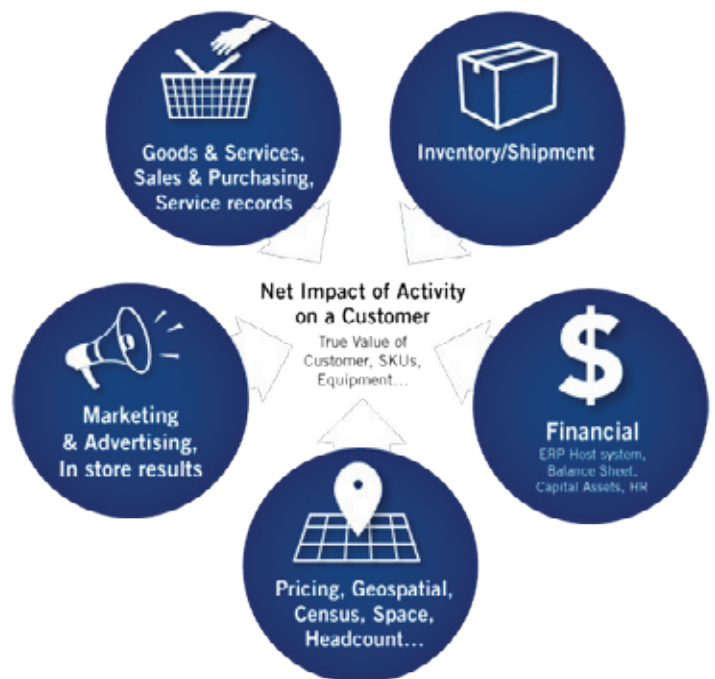 Goods & Services,
Sales & Purchasing,
Service records
Inventory/Shipment
Net Impact of Activity
on a Customer
True Value of
Customer, SKUs,
Equipment...
Marketing
& Advertising,
In store results
$
Financial
ERP Host system,
Balance Sheet,
Capital Assets, HR
Pricing, Geospatial,
Census, Space,
Headcount...